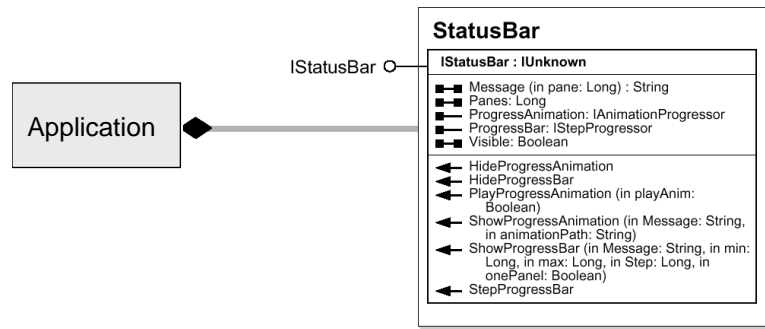 StatusBar
IStatusBar
IStatusBar : IUnknown
Application
Message (in pane: Long) : String
Panes: Long
ProgressAnimation: IAnimationProgressor
ProgressBar: IStepProgressor
Visible: Boolean
HideProgressAnimation
HideProgressBar
PlayProgressAnimation (in playAnim:
Boolean)
ShowProgressAnimation (in Message: String,
in animationPath: String)
ShowProgressBar (in Message: String, in min:
Long, in max: Long, in Step: Long, in
onePanel: Boolean)
StepProgressBar